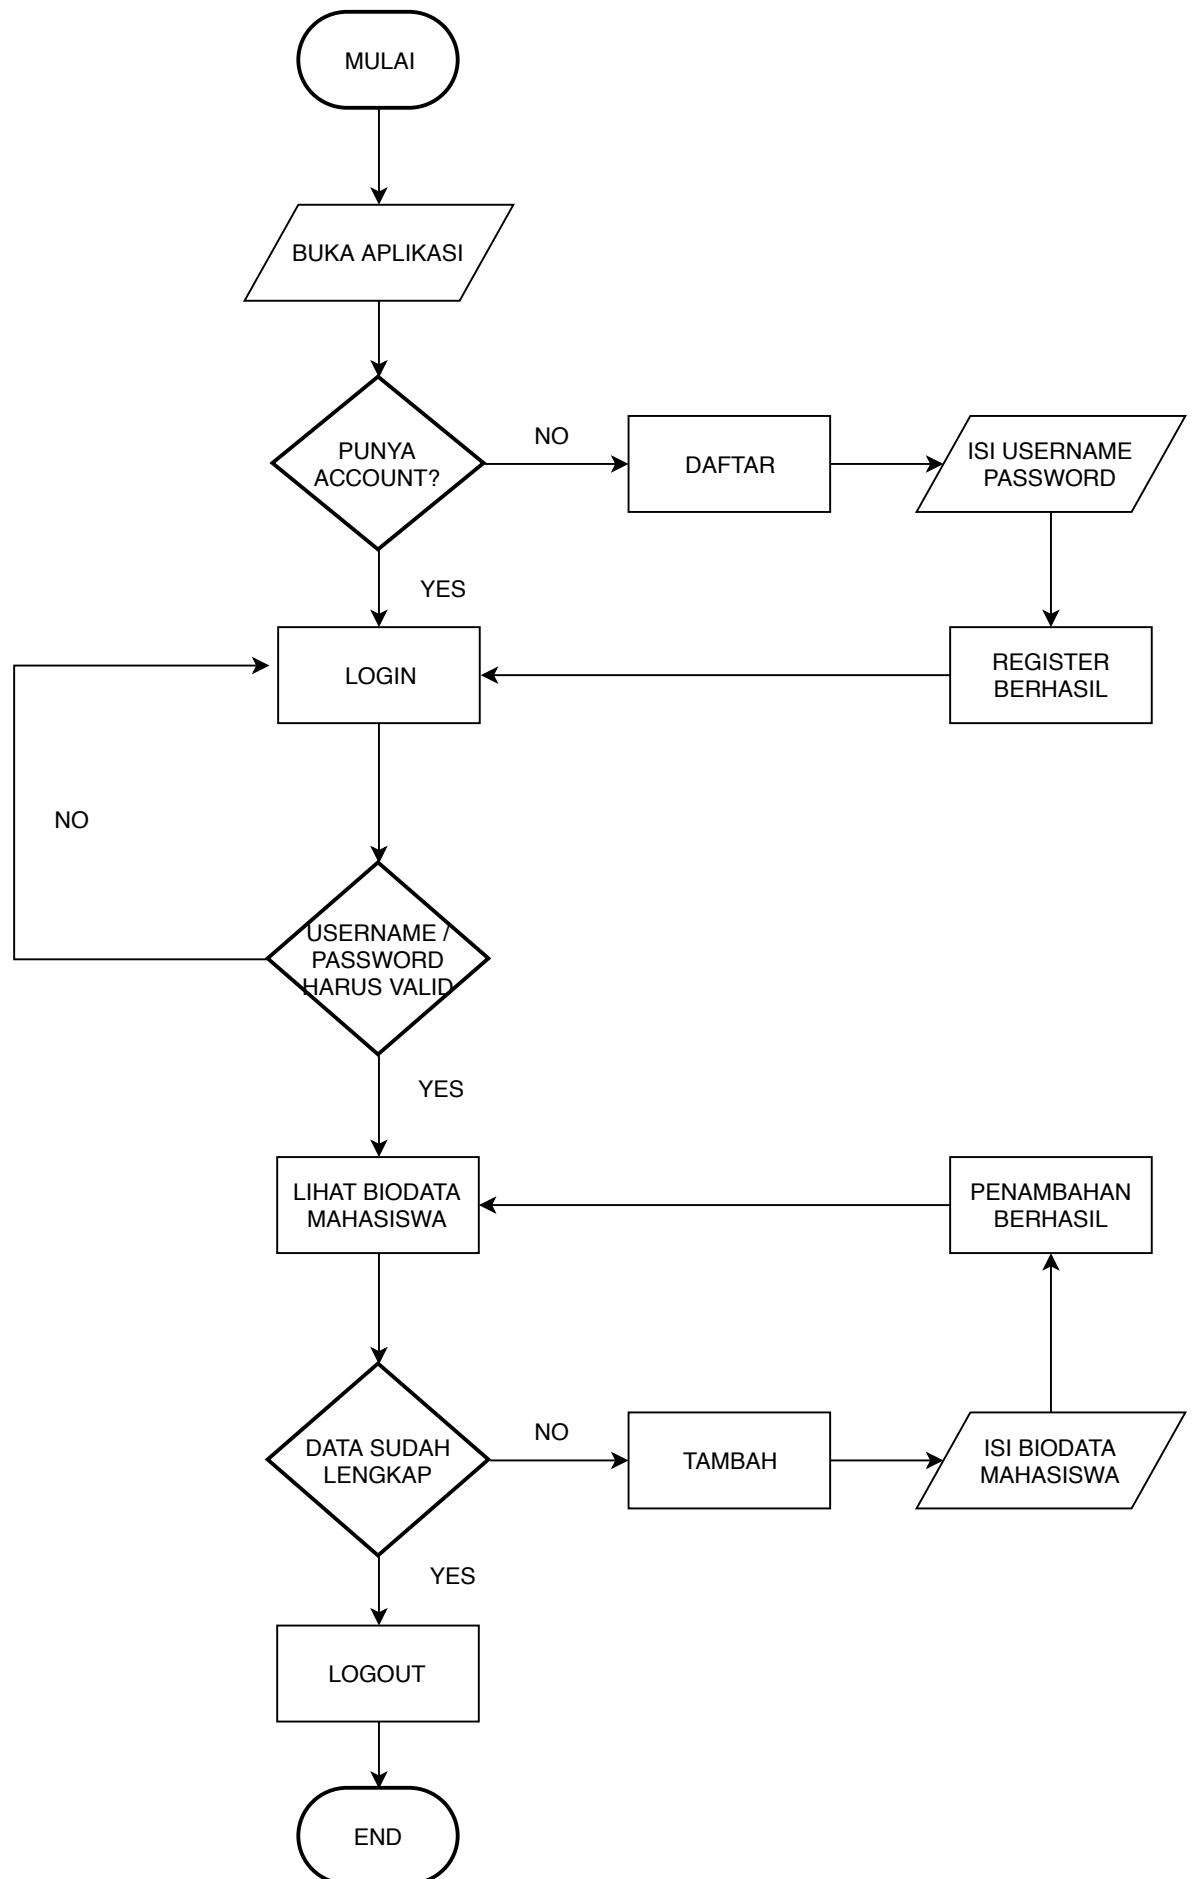 MULAI
BUKA APLIKASI
PUNYA
ACCOUNT?
NO
DAFTAR
ISI USERNAME
PASSWORD
YES
LOGIN
REGISTER
BERHASIL
NO
USERNAME /
PASSWORD
HARUS VALID
YES
LIHAT BIODATA
MAHASISWA
PENAMBAHAN
BERHASIL
DATA SUDAH
LENGKAP
NO
TAMBAH
ISI BIODATA
MAHASISWA
YES
LOGOUT
END